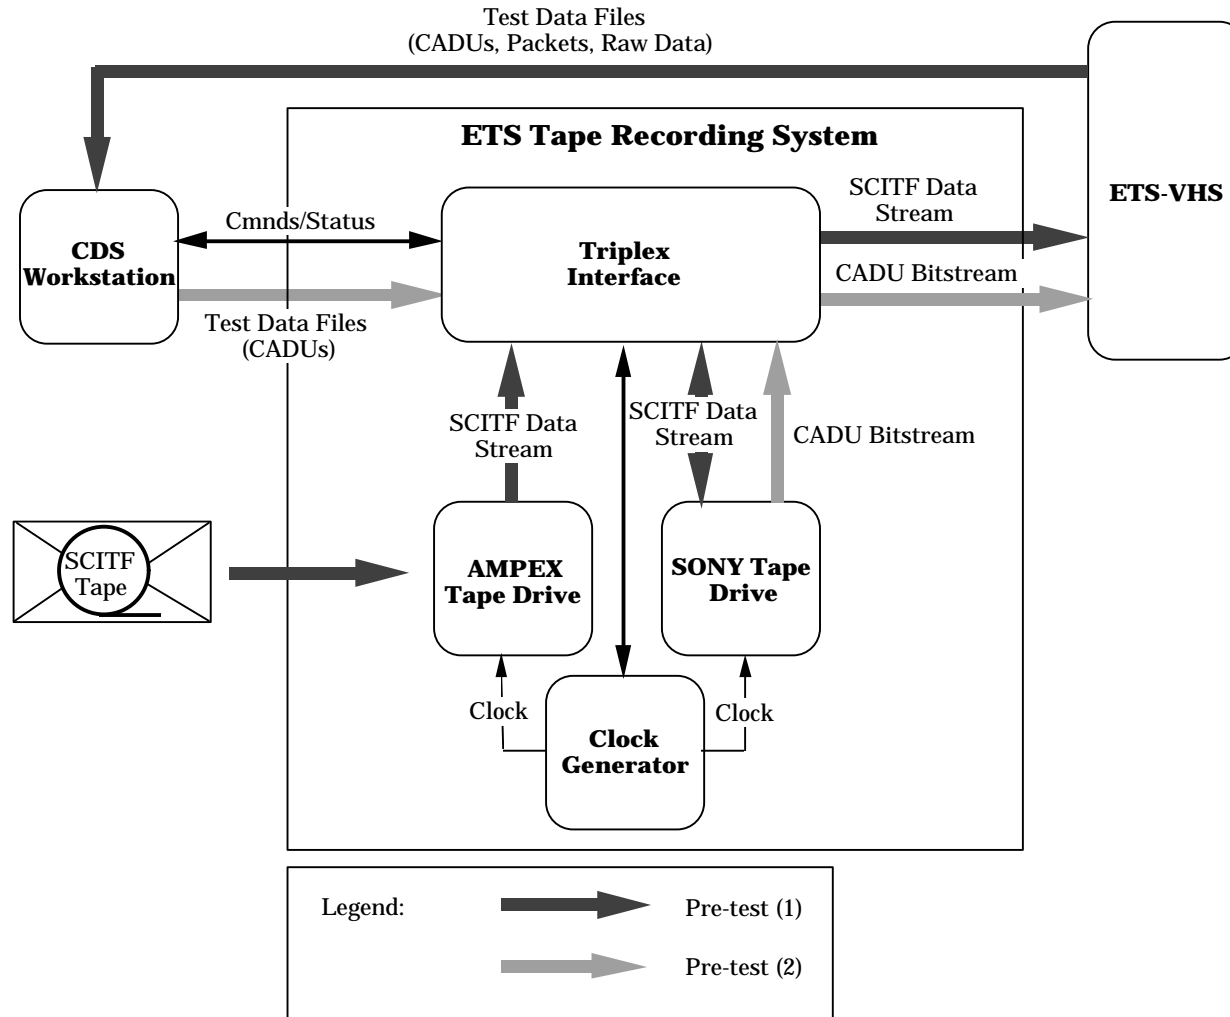 Test Data Files
(CADUs, Packets, Raw Data)
ETS Tape Recording System
ETS-VHS
SCITF Data
Stream
CDS
Workstation
Cmnds/Status
Triplex
Interface
CADU Bitstream
Test Data Files
(CADUs)
SCITF Data
Stream
SCITF Data
Stream
CADU Bitstream
SCITF
Tape
AMPEX
Tape Drive
SONY Tape
Drive
Clock
Clock
Clock
Generator
Legend:
Pre-test (1)
Pre-test (2)